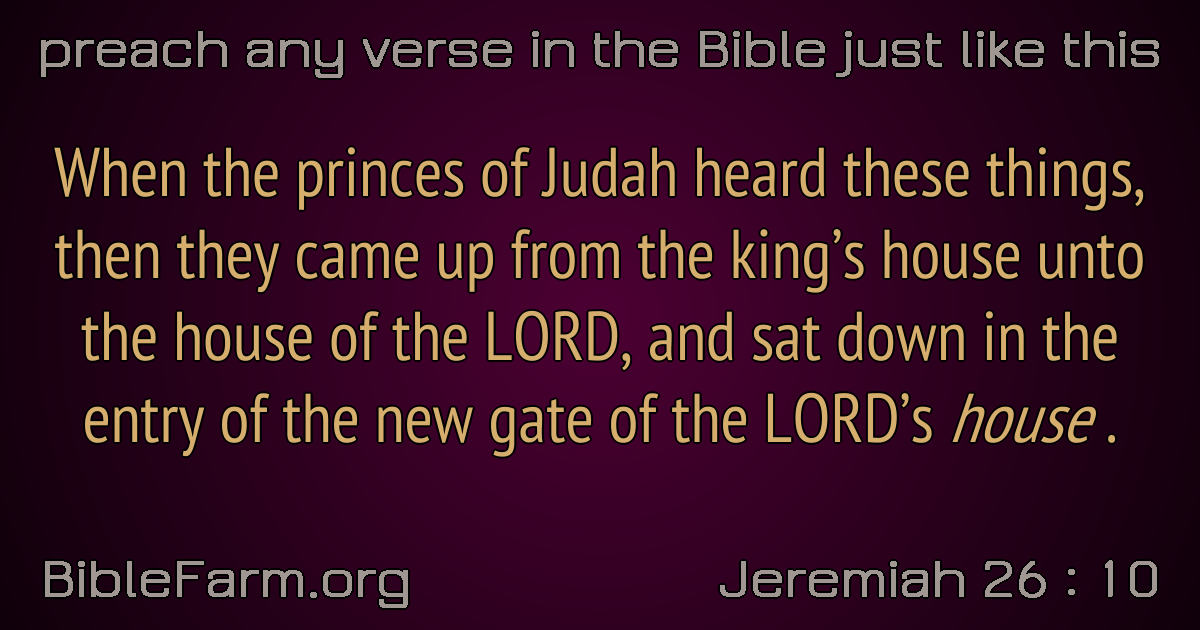 preach any verse in the Bible just like this
When the princes of Judah heard these things,
then they came up from the king’s house unto
the house of the LORD, and sat down in the
entry of the new gate of the LORD’s house .
BibleFarm.org
Jeremiah 26 : 10